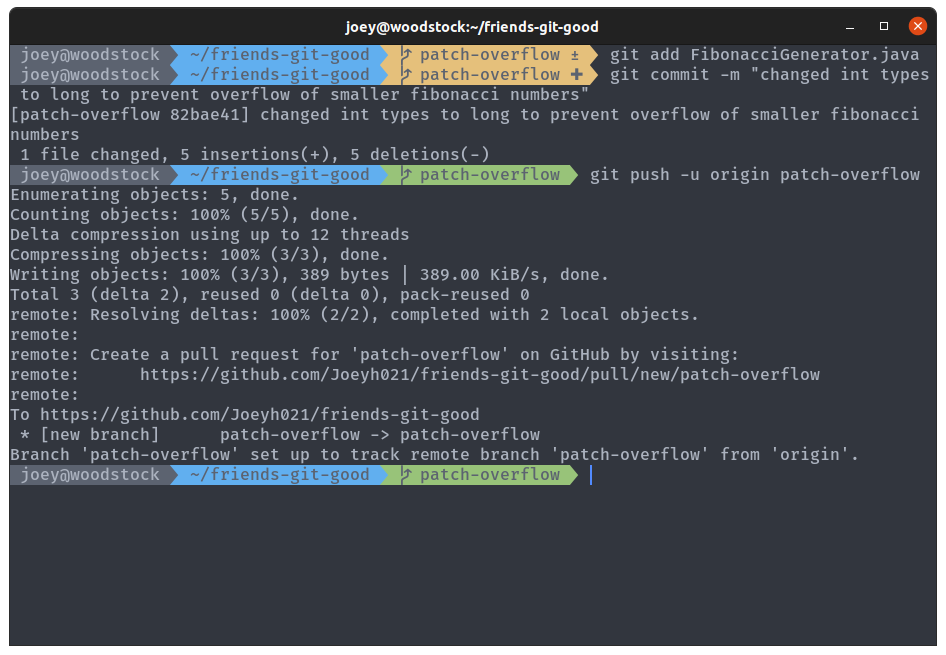 joey@woodstock:~/friends-git-good
joey@woodstock ~/friends-git-good patch-overflow ± git add FibonacciGenerator.java
joey@woodstock ~/friends-git-good patch-overflow ✚ git commit -m "changed int types
to long to prevent overflow of smaller fibonacci numbers"
[patch-overflow 82bae41] changed int types to long to prevent overflow of smaller fibonacci
numbers
1 file changed, 5 insertions(+), 5 deletions(-)
joey@woodstock ~/friends-git-good patch-overflow git push -u origin patch-overflow
Enumerating objects: 5, done.
Counting objects: 100% (5/5), done.
Delta compression using up to 12 threads
Compressing objects: 100% (3/3), done.
Writing objects: 100% (3/3), 389 bytes | 389.00 KiB/s, done.
Total 3 (delta 2), reused 0 (delta 0), pack-reused 0
remote: Resolving deltas: 100% (2/2), completed with 2 local objects.
remote:
remote: Create a pull request for 'patch-overflow' on GitHub by visiting:
remote:      https://github.com/Joeyh021/friends-git-good/pull/new/patch-overflow
remote:
To https://github.com/Joeyh021/friends-git-good
* [new branch]      patch-overflow -> patch-overflow
Branch 'patch-overflow' set up to track remote branch 'patch-overflow' from 'origin'.
joey@woodstock ~/friends-git-good patch-overflow